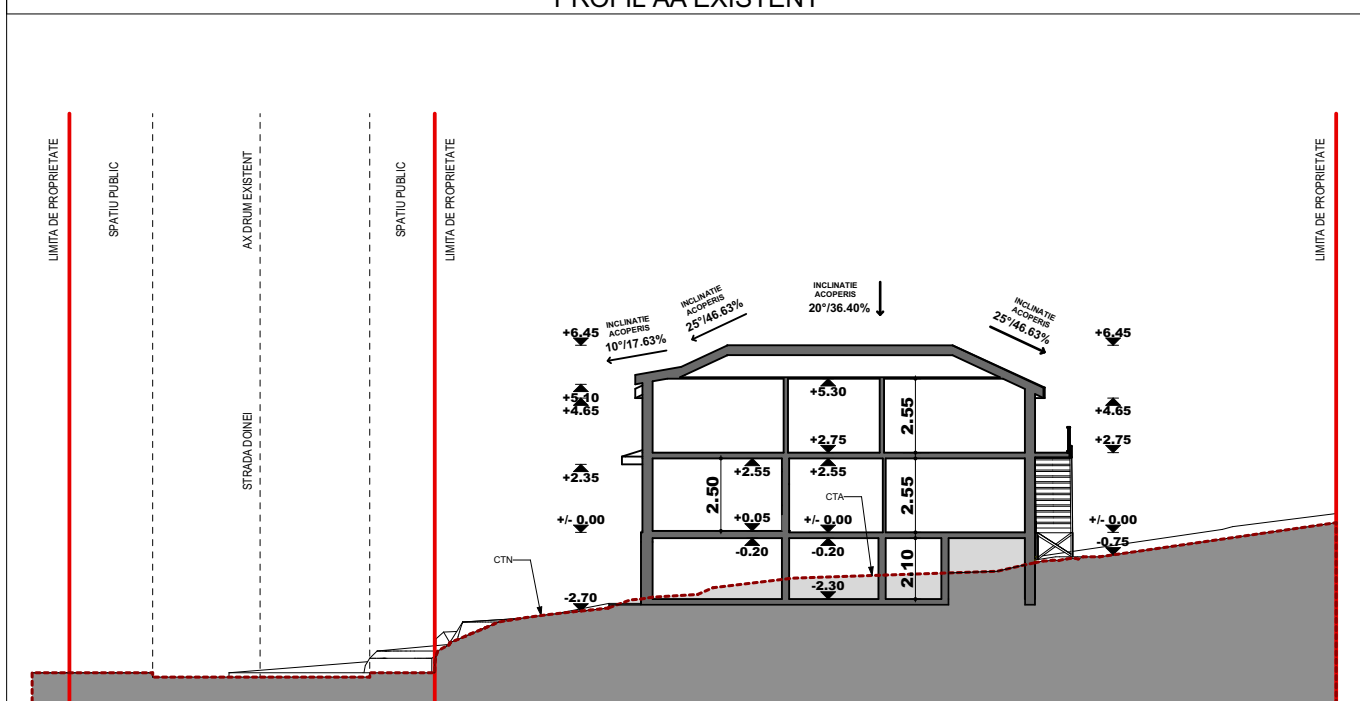 PROFIL AA EXISTENT
LIMITA DE PROPRIETATE
SPATIU PUBLIC
AX DRUM EXISTENT
STRADA DOINEI
SPATIU PUBLIC
LIMITA DE PROPRIETATE
LIMITA DE PROPRIETATE
INCLINATIE
ACOPERIS
10°/17.63%
INCLINATIE
ACOPERIS
25°/46.63%
INCLINATIE
ACOPERIS
20°/36.40%
INCLINATIE
ACOPERIS
25°/46.63%
+6.45
+5.10
+4.65
+2.35
+/- 0.00
-2.70
+5.30
+2.75
2.55
+2.55
+2.55
2.50
2.55
CTA
+0.05
+/- 0.00
-0.20
-0.20
2.10
-2.30
CTN
+6.45
+4.65
+2.75
+/- 0.00
-0.75